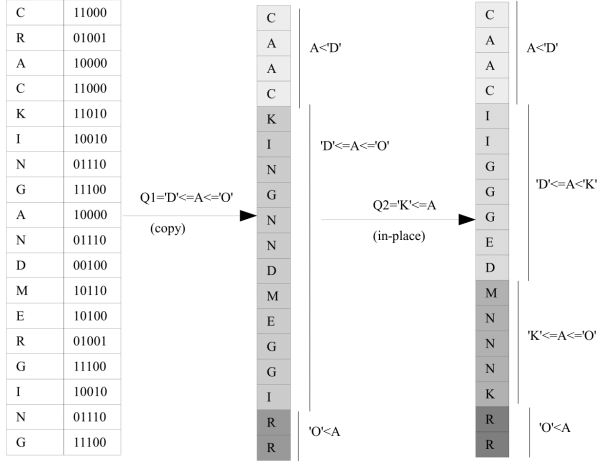 C 11000
R 01001
A 10000
C 11000
K 11010
I 10010
N 01110
G 11100
A 10000
N 01110
D 00100
M 10110
E 10100
R 01001
G 11100
I 10010
N 01110
G 11100
Q1='D'<=A<='O'
(copy)
C
A
A
C
K
I
N
G
N
N
D
M
E
G
G
I
R
R
A<'D'
'D'<=A<='O'
'O'<A
Q2='K'<=A
(in-place)
C
A
A
C
I
I
G
G
G
E
D
M
N
N
N
K
R
R
A<'D'
'D'<=A<'K'
'K'<=A<='O'
'O'<A